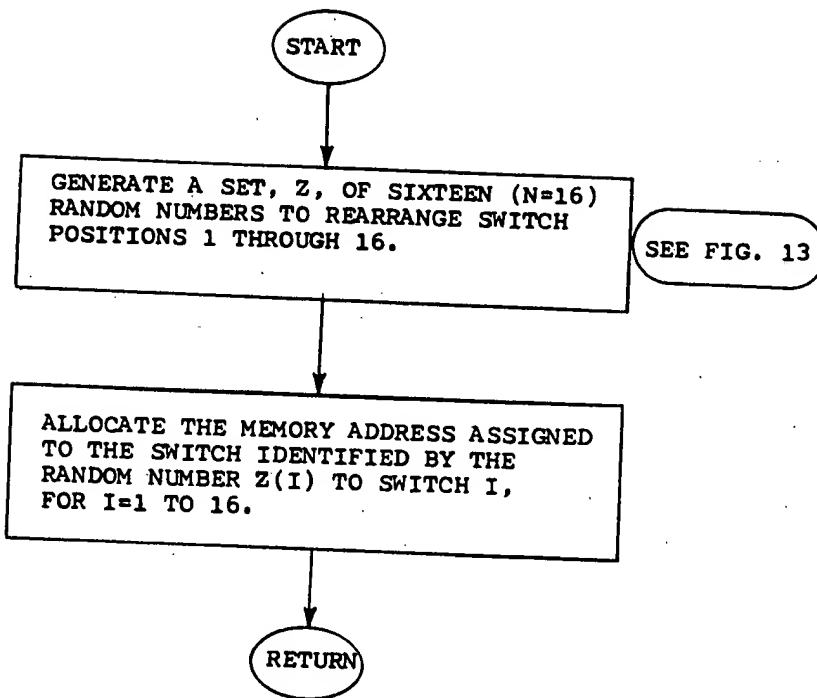 START
GENERATE A SET, Z, OF SIXTEEN (N=16)
RANDOM NUMBERS TO REARRANGE SWITCH
POSITIONS 1 THROUGH 16.
SEE FIG. 13
ALLOCATE THE MEMORY ADDRESS ASSIGNED
TO THE SWITCH IDENTIFIED BY THE
RANDOM NUMBER Z(I) TO SWITCH I,
FOR I=1 TO 16.
RETURN